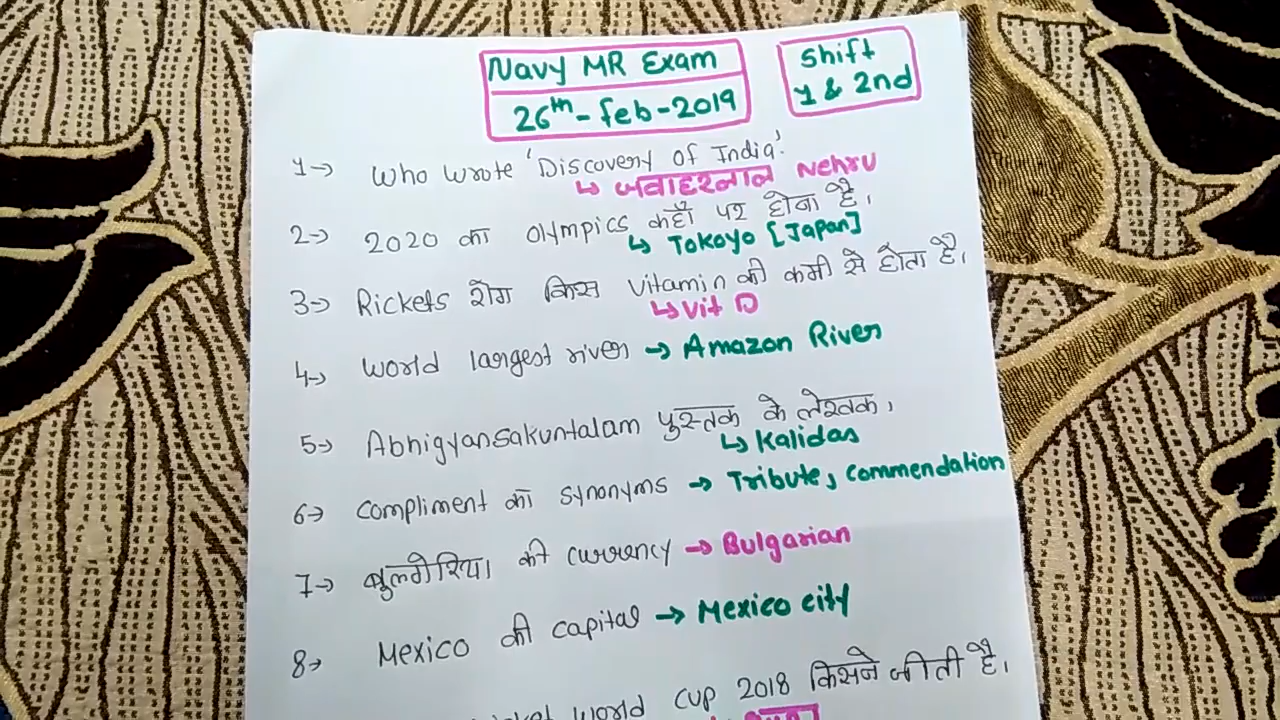 Navy MR Exam
26th-Feb-2019
Shift
1 & 2nd
1→ Who wrote 'Discovery of India'.
↳ जवाहरलाल Nehru
2→ 2020 का Olympics कहाँ पर होना है।
↳ Tokoyo [Japan]
3→ Rickets रोग किस Vitamin की कमी से होता है।
↳ Vit D
4→ World largest river → Amazon River
5→ Abhigyansakuntalam पुस्तक के लेखक,
↳ Kalidas
6→ Compliment का synonyms → Tribute, commendation
7→ बुल्गेरिया की currency → Bulgarian
8→ Mexico की capital → Mexico city
World Cup 2018 किसने जीती है।